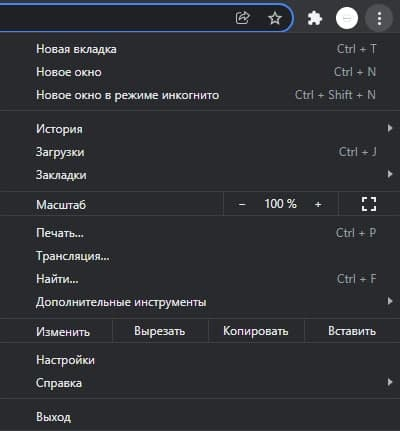 Новая вкладка Ctrl + T
Новое окно Ctrl + N
Новое окно в режиме инкогнито Ctrl + Shift + N
История
Загрузки Ctrl + J
Закладки
Масштаб − 100 % +
Печать... Ctrl + P
Трансляция...
Найти... Ctrl + F
Дополнительные инструменты
Изменить Вырезать Копировать Вставить
Настройки
Справка
Выход